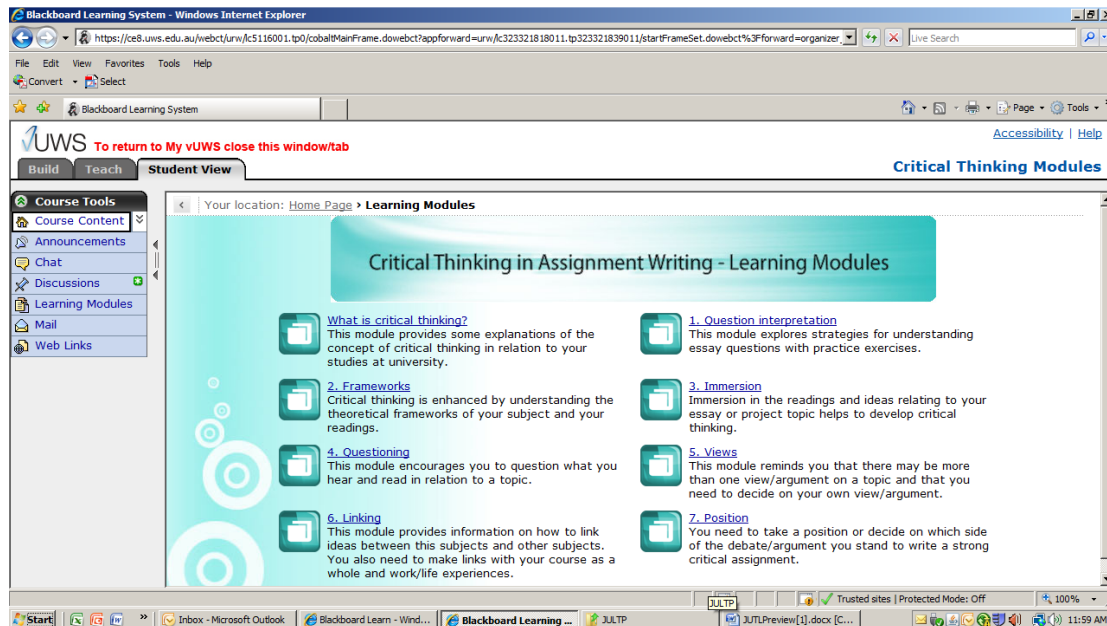 Blackboard Learning System - Windows Internet Explorer
https://ce8.uws.edu.au/webct/urw/lc5116001.tp0/cobaltMainFrame.dowebct?appforward=urw/lc323321818011.tp323321839011/startFrameSet.dowebct%3Fforward=organizer
Live Search
File Edit View Favorites Tools Help
Convert Select
Blackboard Learning System
Page Tools
vUWS To return to My vUWS close this window/tab
Accessibility | Help
Build Teach Student View
Critical Thinking Modules
Course Tools
Course Content
Announcements
Chat
Discussions
Learning Modules
Mail
Web Links
Your location: Home Page › Learning Modules
Critical Thinking in Assignment Writing - Learning Modules
What is critical thinking?
This module provides some explanations of the
concept of critical thinking in relation to your
studies at university.
1. Question interpretation
This module explores strategies for understanding
essay questions with practice exercises.
2. Frameworks
Critical thinking is enhanced by understanding the
theoretical frameworks of your subject and your
readings.
3. Immersion
Immersion in the readings and ideas relating to your
essay or project topic helps to develop critical
thinking.
4. Questioning
This module encourages you to question what you
hear and read in relation to a topic.
5. Views
This module reminds you that there may be more
than one view/argument on a topic and that you
need to decide on your own view/argument.
6. Linking
This module provides information on how to link
ideas between this subjects and other subjects.
You also need to make links with your course as a
whole and work/life experiences.
7. Position
You need to take a position or decide on which side
of the debate/argument you stand to write a strong
critical assignment.
JULTP
Trusted sites | Protected Mode: Off
100%
Start
Inbox - Microsoft Outlook
Blackboard Learn - Wind...
Blackboard Learning ...
JULTP
JUTLPreview[1].docx [C...
11:59 AM